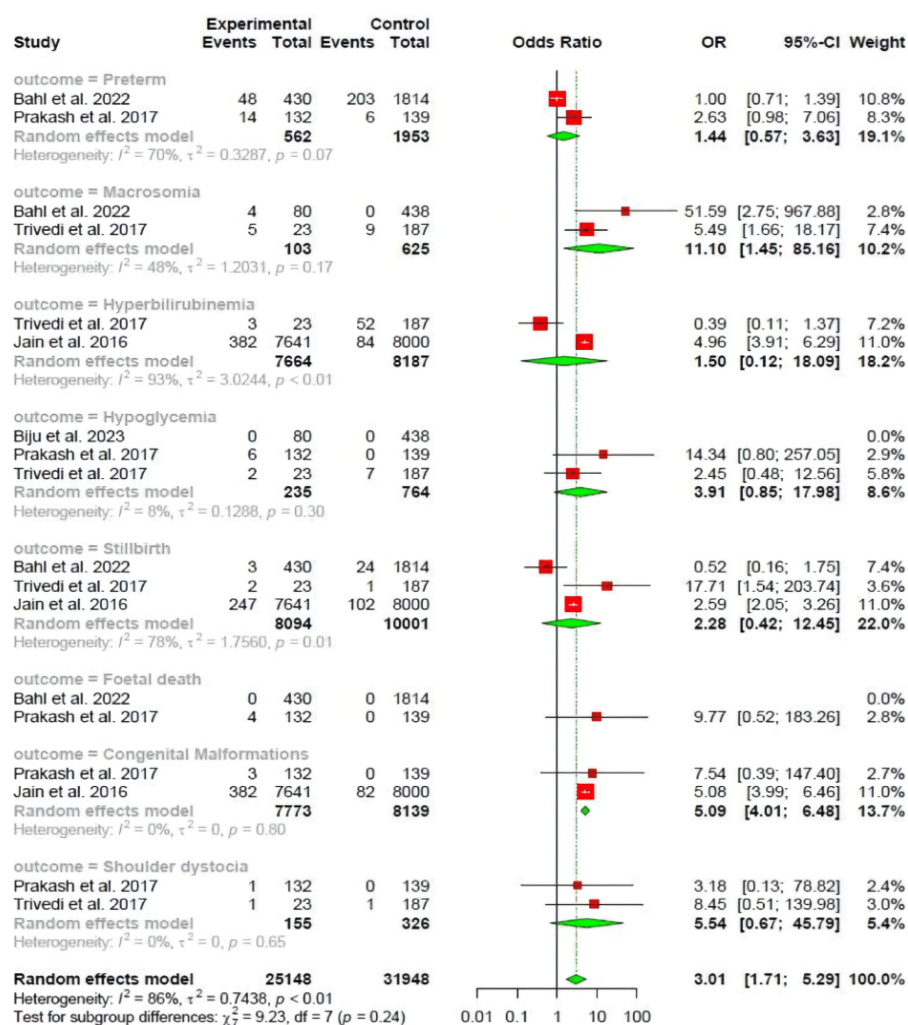 Experimental Control
Study Events Total Events Total Odds Ratio OR 95%-CI Weight
outcome = Preterm
Bahl et al. 2022 48 430 203 1814 1.00 [0.71; 1.39] 10.8%
Prakash et al. 2017 14 132 6 139 2.63 [0.98; 7.06] 8.3%
Random effects model 562 1953 1.44 [0.57; 3.63] 19.1%
Heterogeneity: I² = 70%, τ² = 0.3287, p = 0.07
outcome = Macrosomia
Bahl et al. 2022 4 80 0 438 51.59 [2.75; 967.88] 2.8%
Trivedi et al. 2017 5 23 9 187 5.49 [1.66; 18.17] 7.4%
Random effects model 103 625 11.10 [1.45; 85.16] 10.2%
Heterogeneity: I² = 48%, τ² = 1.2031, p = 0.17
outcome = Hyperbilirubinemia
Trivedi et al. 2017 3 23 52 187 0.39 [0.11; 1.37] 7.2%
Jain et al. 2016 382 7641 84 8000 4.96 [3.91; 6.29] 11.0%
Random effects model 7664 8187 1.50 [0.12; 18.09] 18.2%
Heterogeneity: I² = 93%, τ² = 3.0244, p < 0.01
outcome = Hypoglycemia
Biju et al. 2023 0 80 0 438 0.0%
Prakash et al. 2017 6 132 0 139 14.34 [0.80; 257.05] 2.9%
Trivedi et al. 2017 2 23 7 187 2.45 [0.48; 12.56] 5.8%
Random effects model 235 764 3.91 [0.85; 17.98] 8.6%
Heterogeneity: I² = 8%, τ² = 0.1288, p = 0.30
outcome = Stillbirth
Bahl et al. 2022 3 430 24 1814 0.52 [0.16; 1.75] 7.4%
Trivedi et al. 2017 2 23 1 187 17.71 [1.54; 203.74] 3.6%
Jain et al. 2016 247 7641 102 8000 2.59 [2.05; 3.26] 11.0%
Random effects model 8094 10001 2.28 [0.42; 12.45] 22.0%
Heterogeneity: I² = 78%, τ² = 1.7560, p = 0.01
outcome = Foetal death
Bahl et al. 2022 0 430 0 1814 0.0%
Prakash et al. 2017 4 132 0 139 9.77 [0.52; 183.26] 2.8%
outcome = Congenital Malformations
Prakash et al. 2017 3 132 0 139 7.54 [0.39; 147.40] 2.7%
Jain et al. 2016 382 7641 82 8000 5.08 [3.99; 6.46] 11.0%
Random effects model 7773 8139 5.09 [4.01; 6.48] 13.7%
Heterogeneity: I² = 0%, τ² = 0, p = 0.80
outcome = Shoulder dystocia
Prakash et al. 2017 1 132 0 139 3.18 [0.13; 78.82] 2.4%
Trivedi et al. 2017 1 23 1 187 8.45 [0.51; 139.98] 3.0%
Random effects model 155 326 5.54 [0.67; 45.79] 5.4%
Heterogeneity: I² = 0%, τ² = 0, p = 0.65
Random effects model 25148 31948 3.01 [1.71; 5.29] 100.0%
Heterogeneity: I² = 86%, τ² = 0.7438, p < 0.01
Test for subgroup differences: χ²₇ = 9.23, df = 7 (p = 0.24)
0.01 0.1 1 10 100